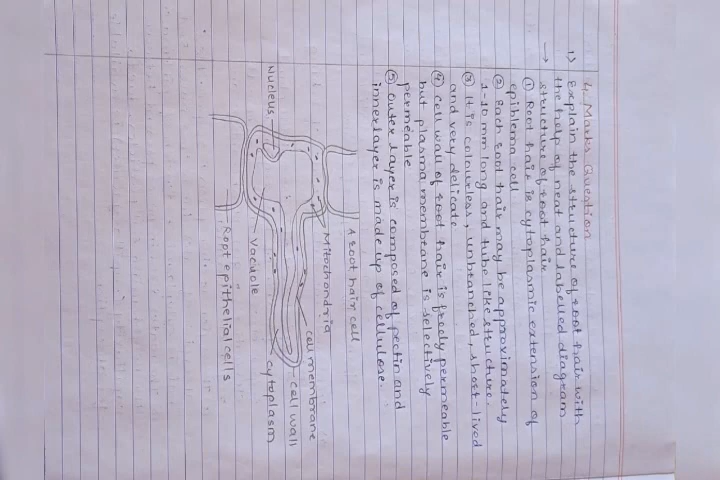 4 Marks Question
1) Explain the structure of root hair with
the help of neat and labelled diagram
→ structure of root hair
① Root hair is cytoplasmic extension of
epiblema cell
② Each root hair may be approximately
1-10 mm long and tube like structure.
③ It is colourless, unbranched, short-lived
and very delicate
④ cell wall of root hair is freely permeable
but plasma membrane is selectively
permeable
⑤ outer layer is composed of pectin and
inner layer is made up of cellulose.
A root hair cell
Mitochondria
cell membrane
cell wall
Nucleus
cytoplasm
Vacuole
Root epithelial cells